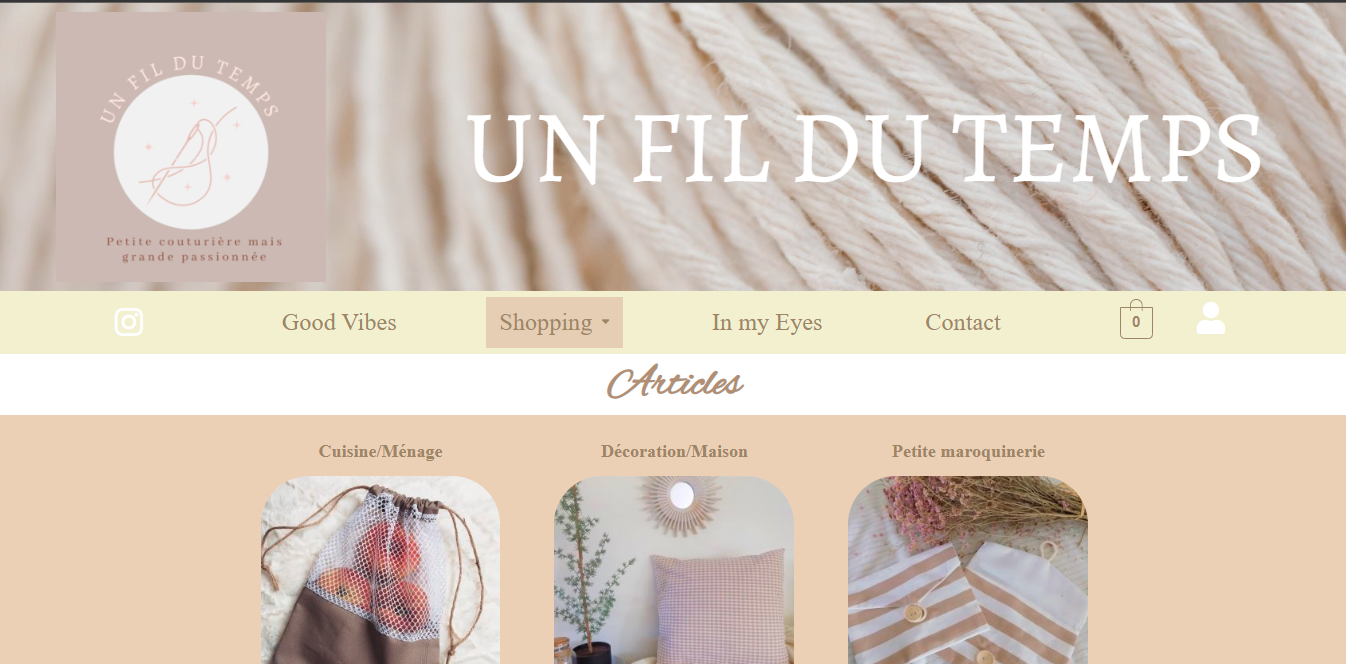 UN FIL DU TEMPS
Petite couturière mais
grande passionnée
UN FIL DU TEMPS
Good Vibes
Shopping
In my Eyes
Contact
0
Articles
Cuisine/Ménage
Décoration/Maison
Petite maroquinerie